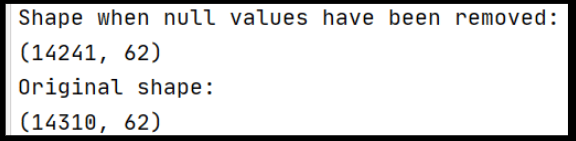 Shape when null values have been removed:
(14241, 62)
Original shape:
(14310, 62)